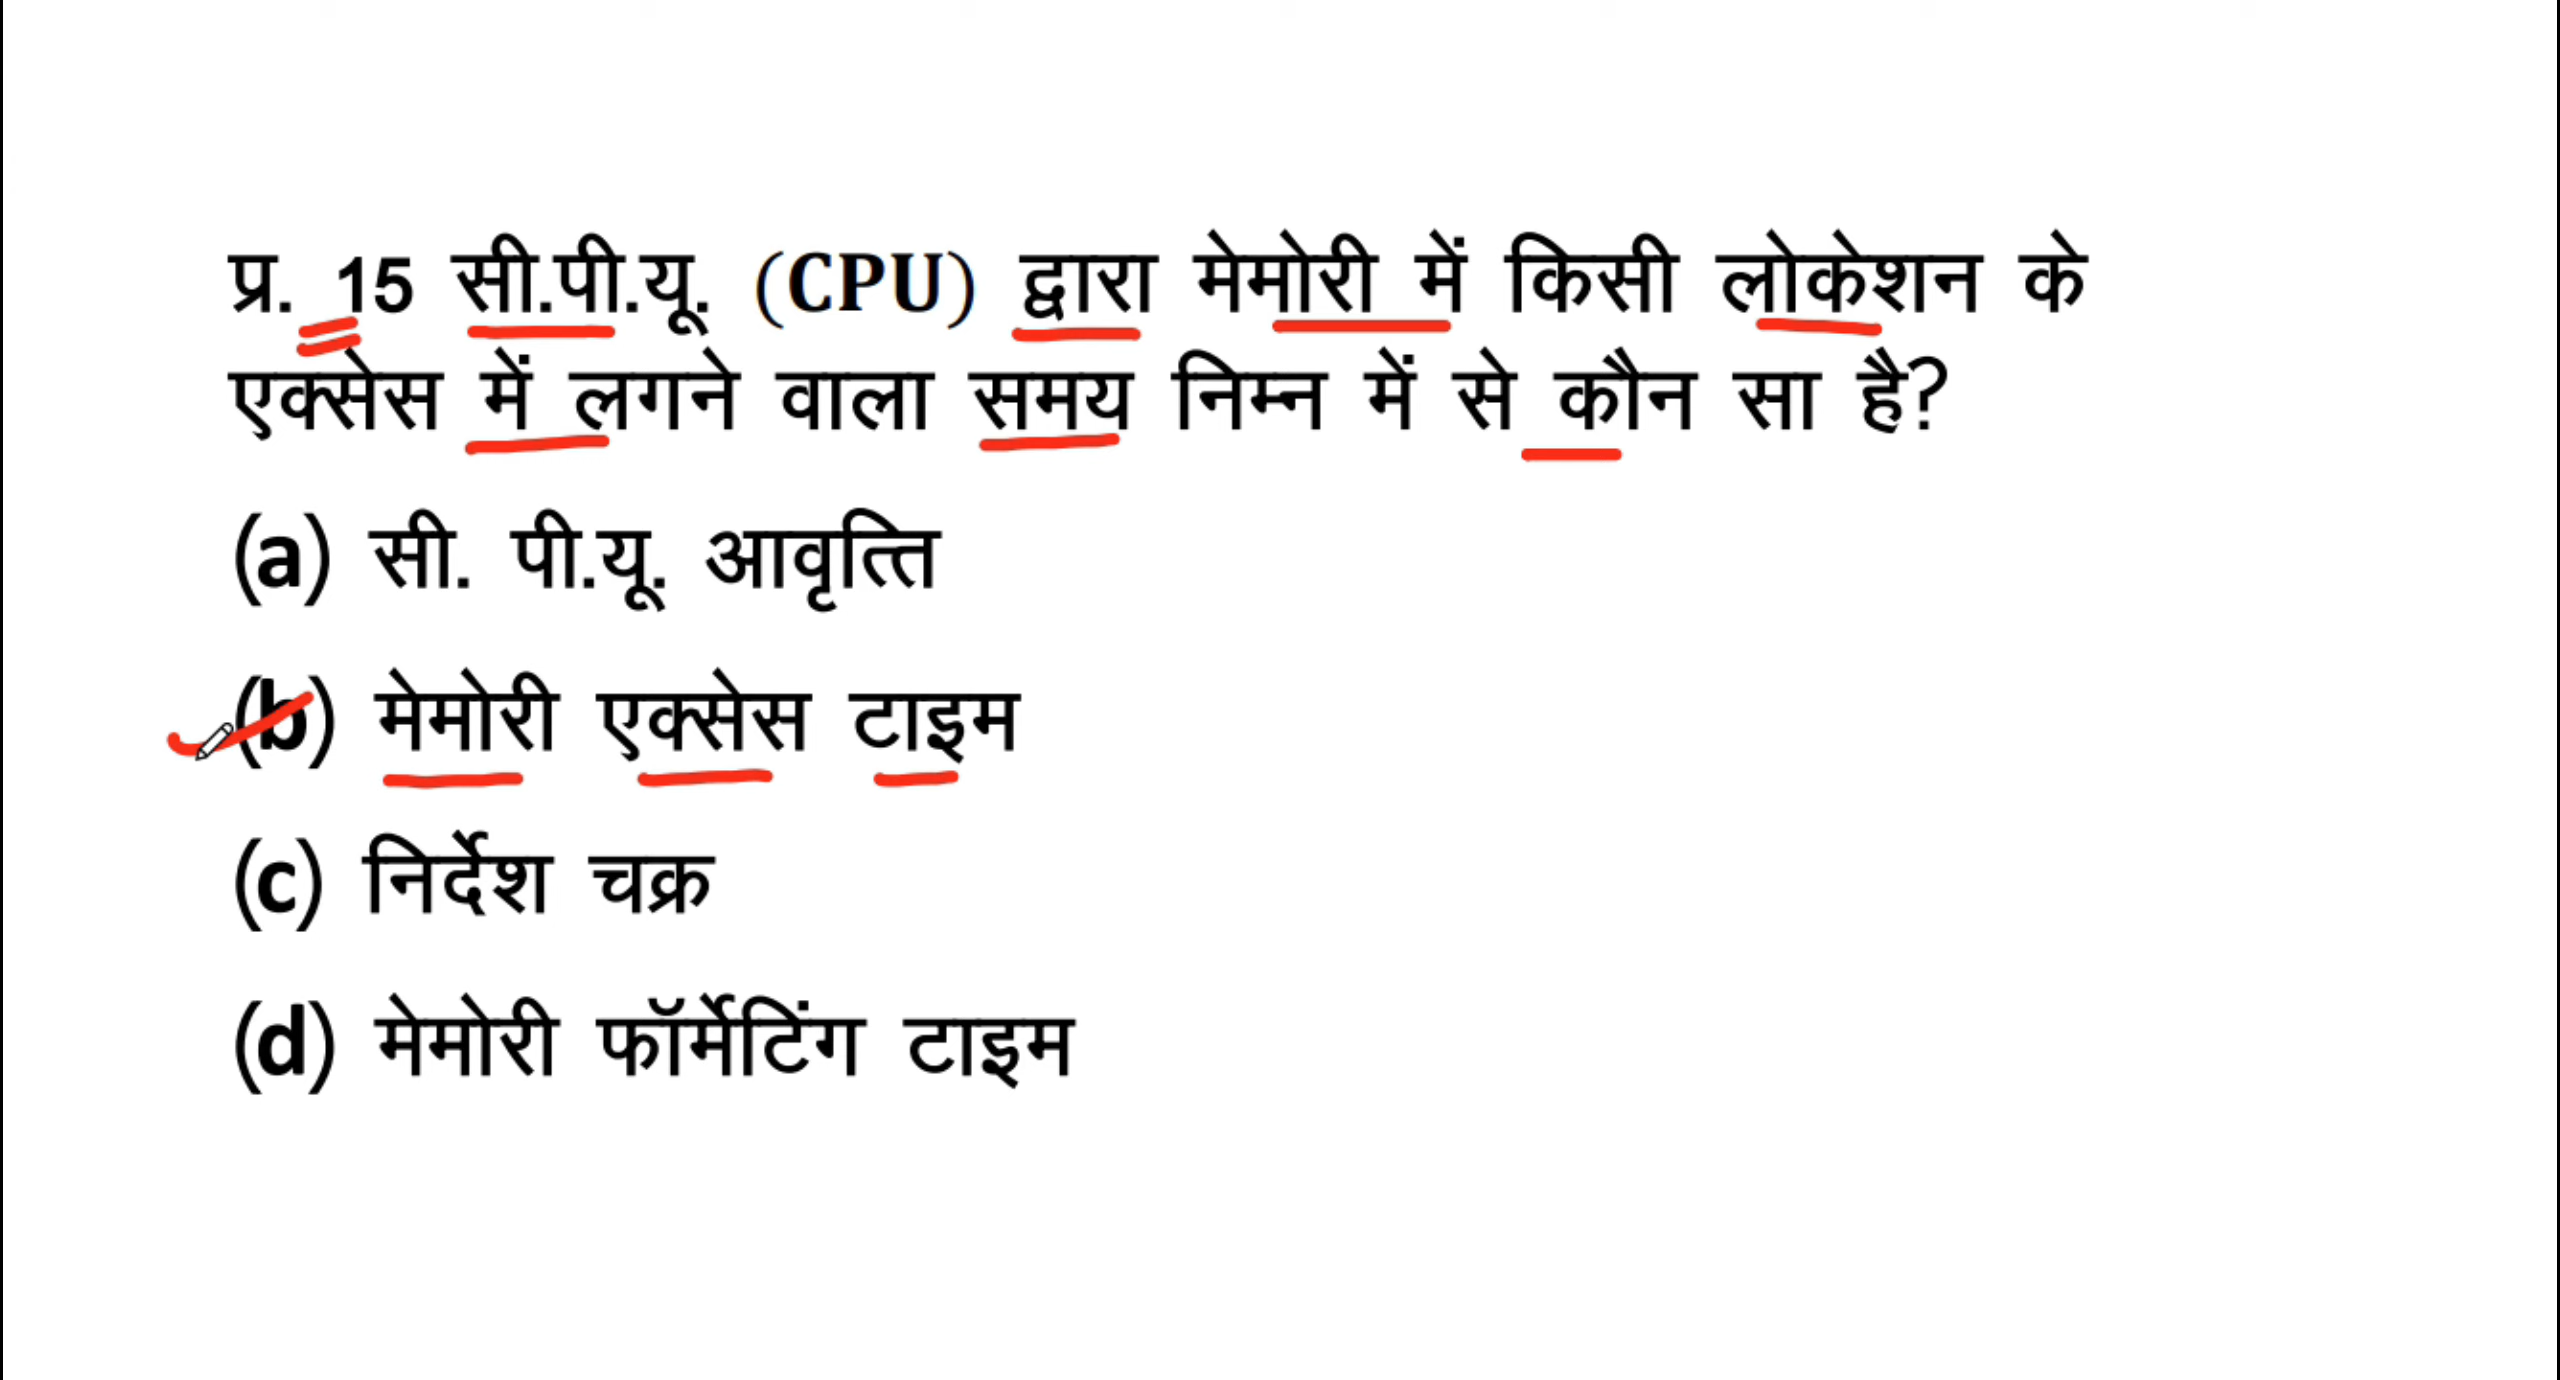 प्र. 15 सी.पी.यू. (CPU) द्वारा मेमोरी में किसी लोकेशन के
एक्सेस में लगने वाला समय निम्न में से कौन सा है?
(a) सी. पी.यू. आवृत्ति
(b) मेमोरी एक्सेस टाइम
(c) निर्देश चक्र
(d) मेमोरी फॉर्मेटिंग टाइम